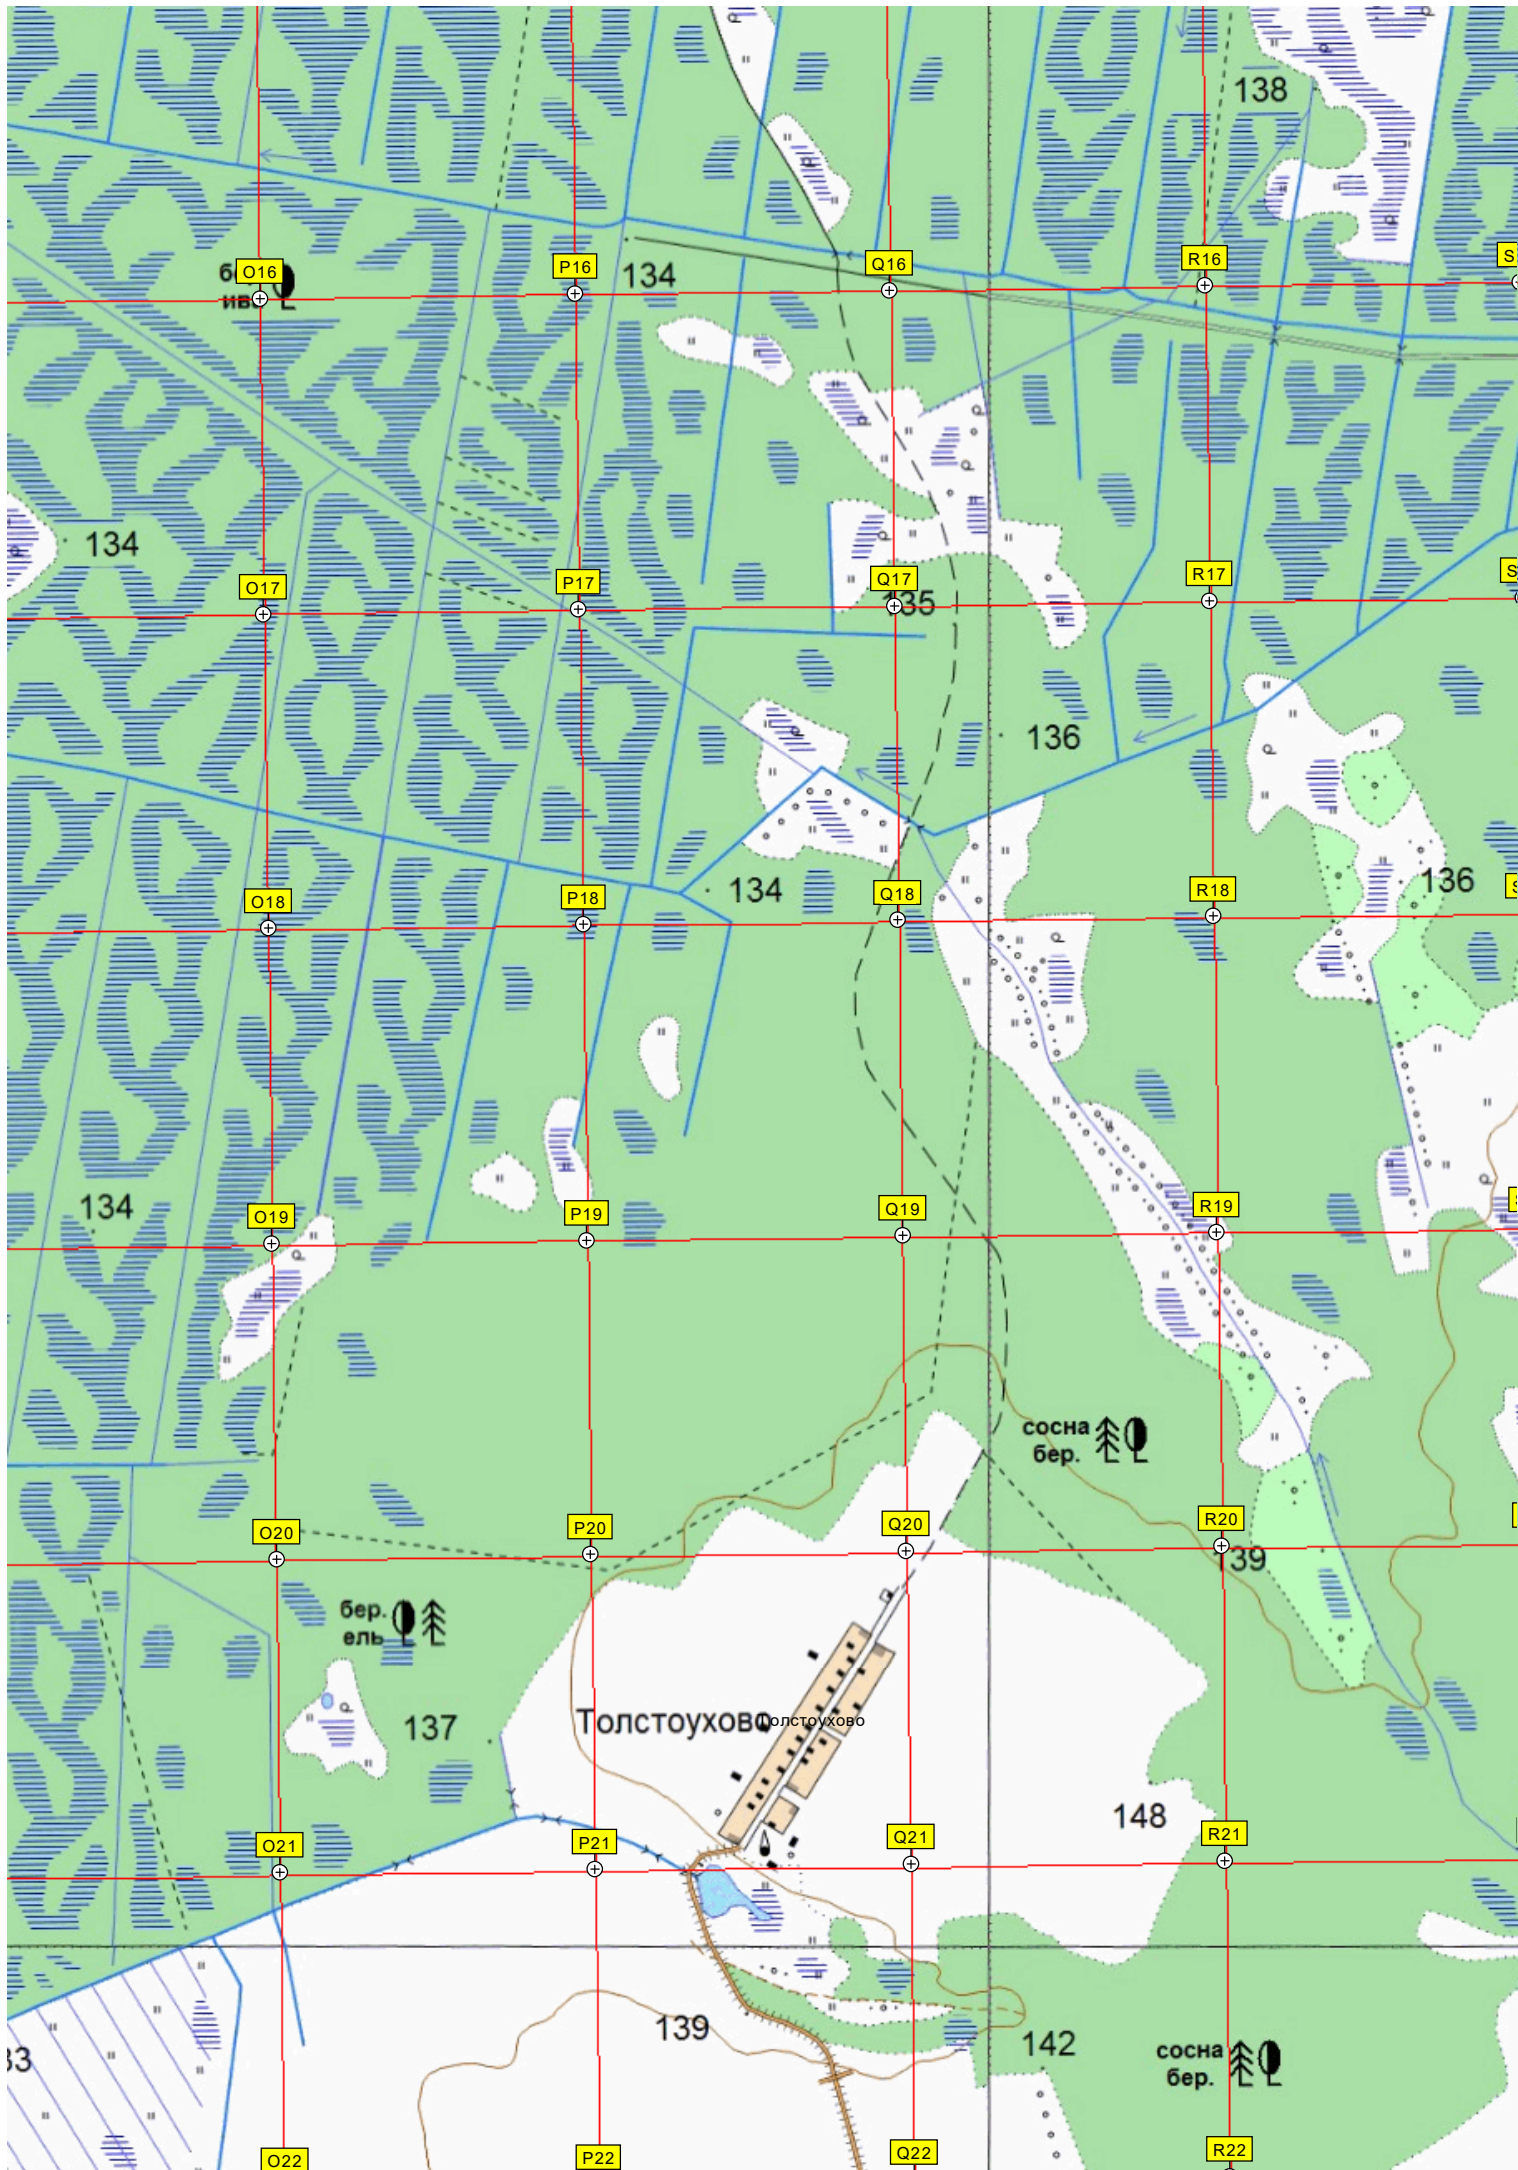 138
R16
Q16
P16
O16
134
134
R17
Q17
P17
O17
135
136
134
136
R18
Q18
P18
O18
134
R19
Q19
P19
O19
сосна
бер.
R20
Q20
P20
O20
139
бер.
ель
137
Толстоухово
Толстоухово
148
R21
Q21
P21
O21
139
142
сосна
бер.
R22
Q22
P22
O22